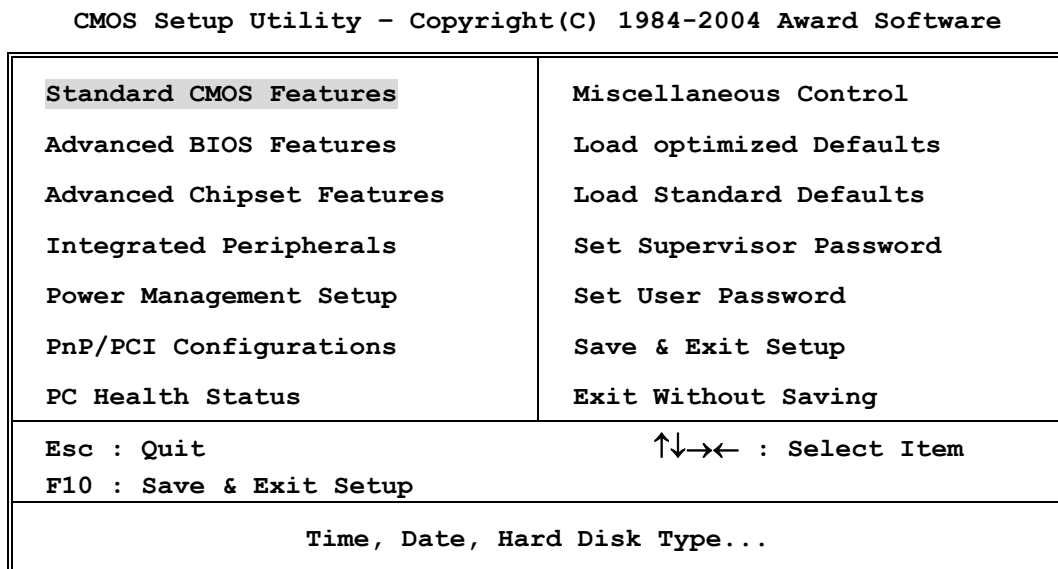 CMOS Setup Utility – Copyright(C) 1984-2004 Award Software
Standard CMOS Features
Advanced BIOS Features
Advanced Chipset Features
Integrated Peripherals
Power Management Setup
PnP/PCI Configurations
PC Health Status
Miscellaneous Control
Load optimized Defaults
Load Standard Defaults
Set Supervisor Password
Set User Password
Save & Exit Setup
Exit Without Saving
Esc : Quit
↑↓→← : Select Item
F10 : Save & Exit Setup
Time, Date, Hard Disk Type...